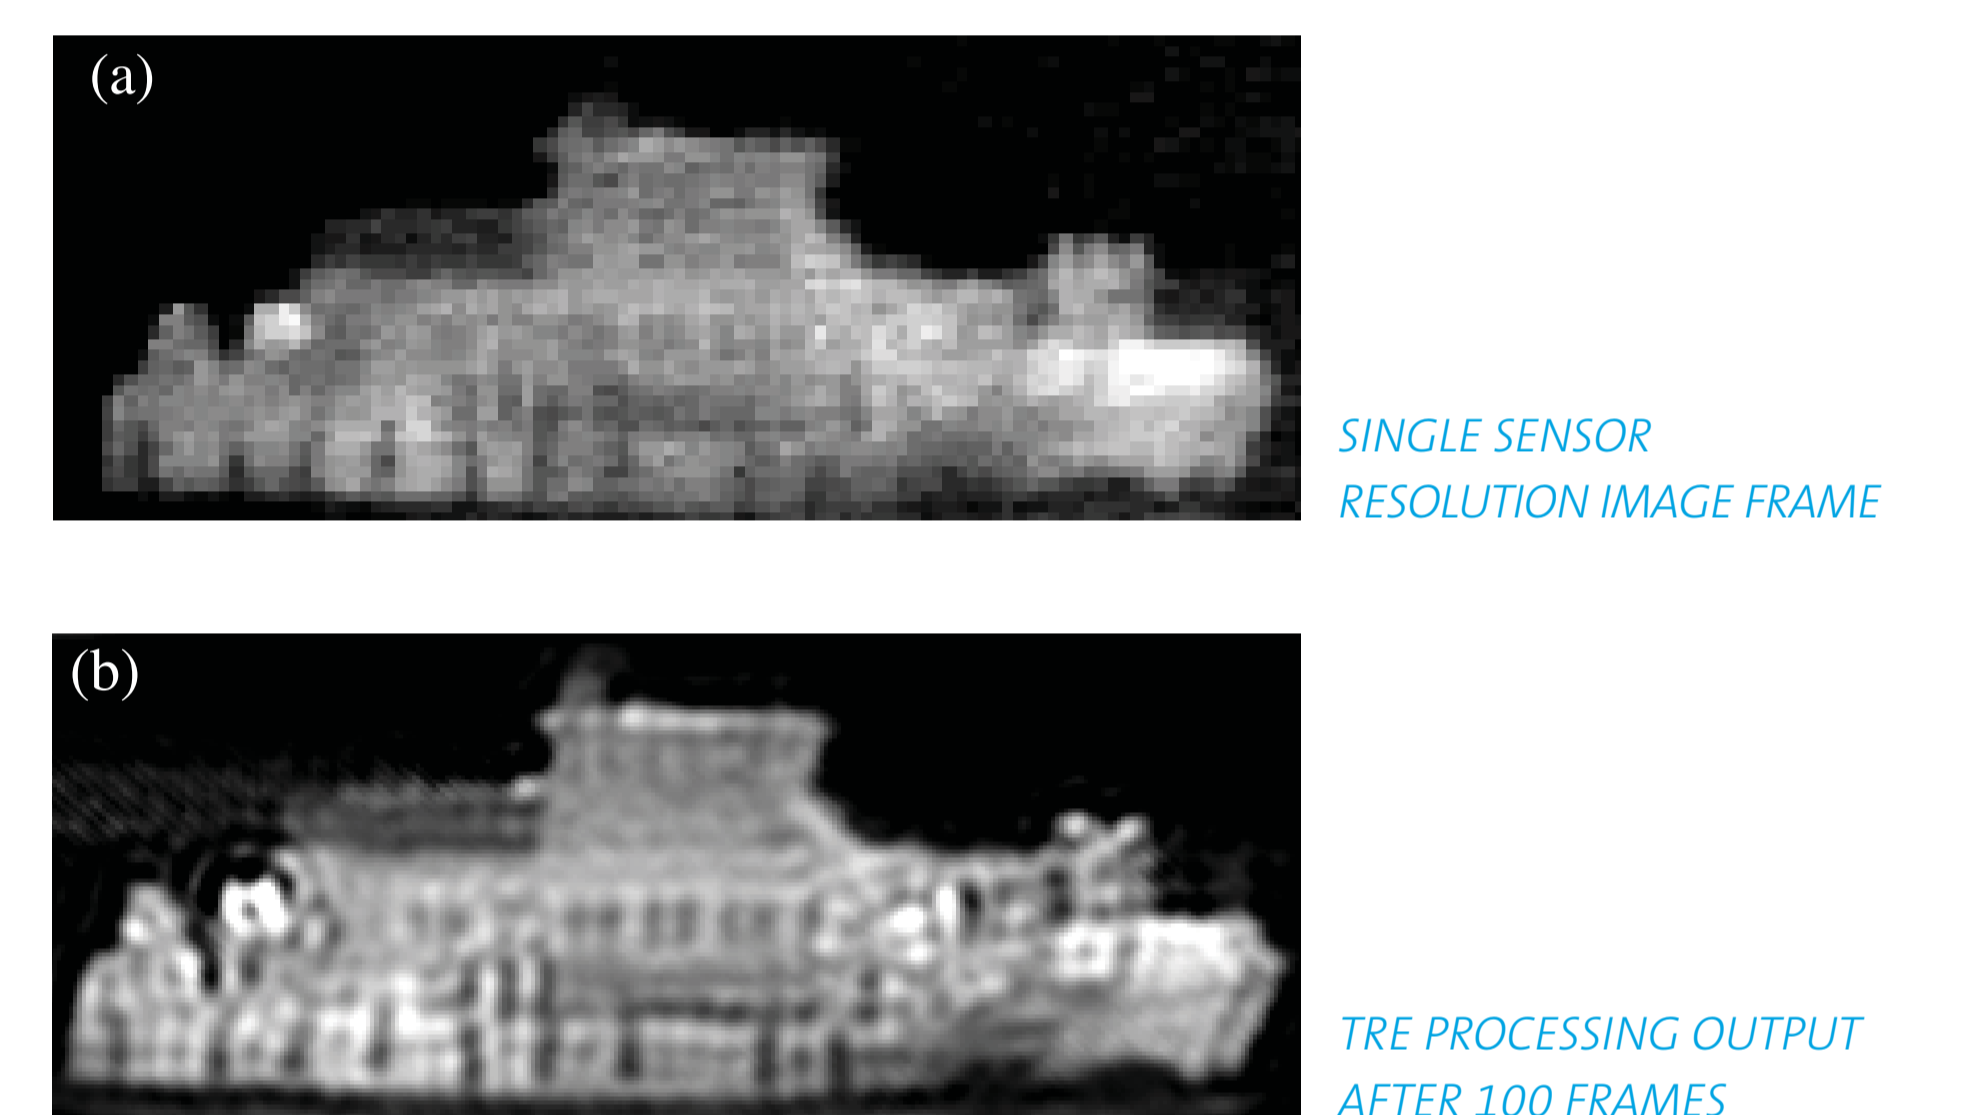 (a)
SINGLE SENSOR
RESOLUTION IMAGE FRAME
(b)
TRE PROCESSING OUTPUT
AFTER 100 FRAMES